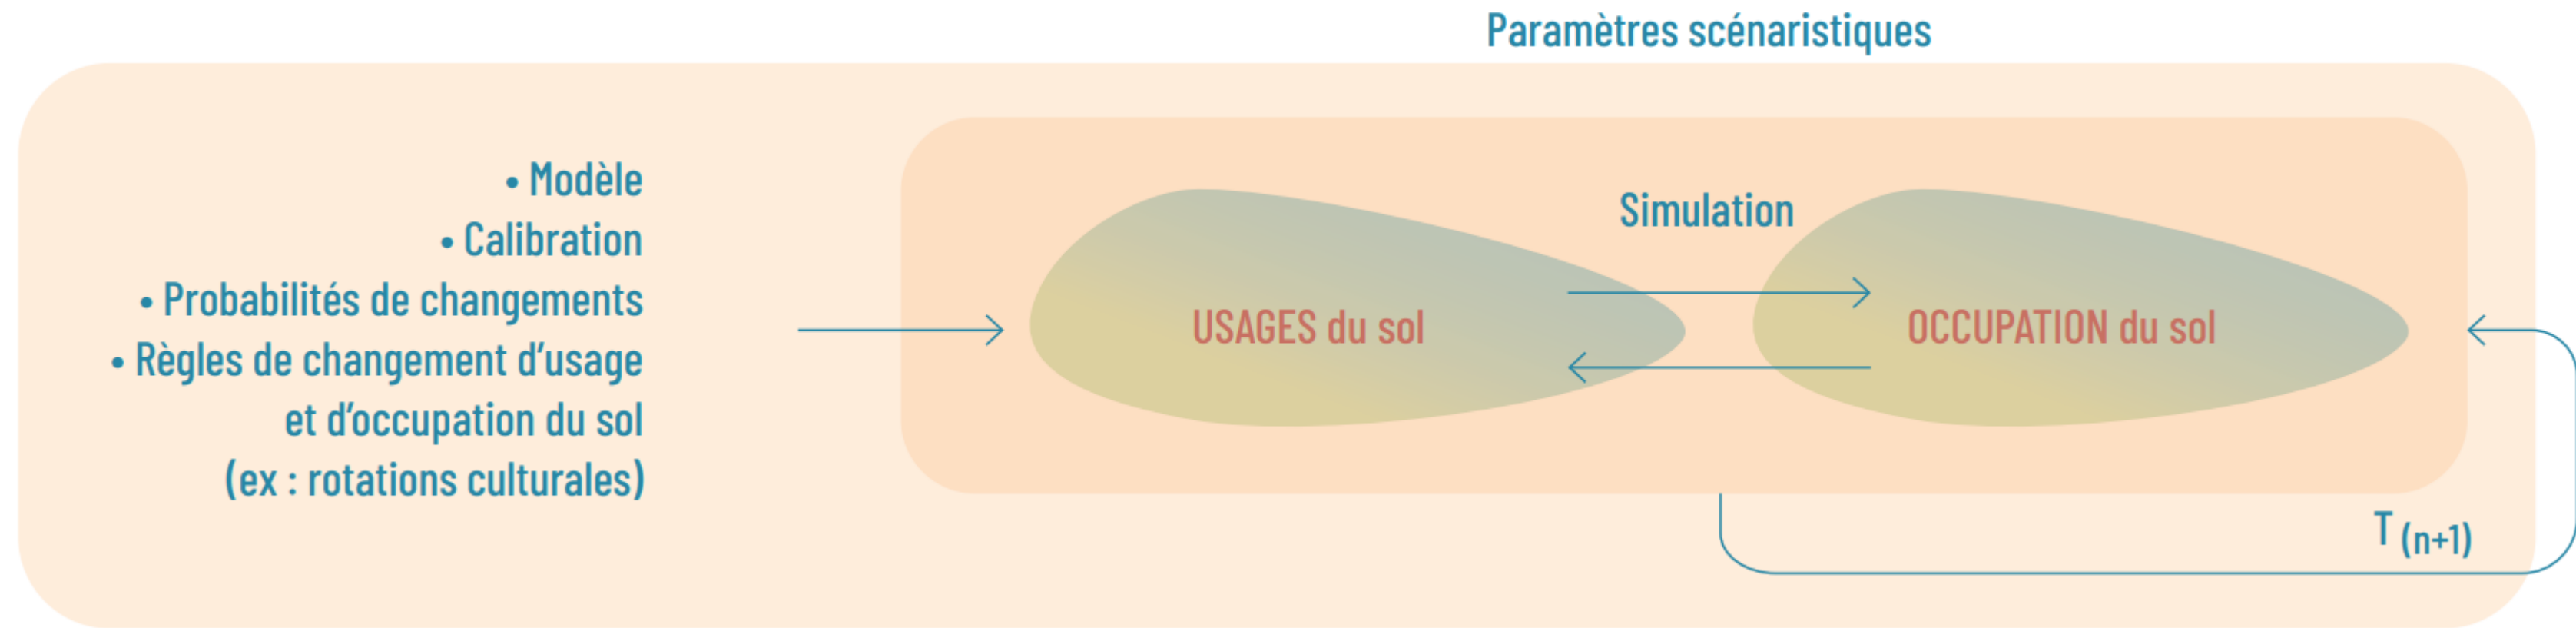 Paramètres scénaristiques
• Modèle
• Calibration
• Probabilités de changements
• Règles de changement d’usage
et d’occupation du sol
(ex : rotations culturales)
Simulation
USAGES du sol
OCCUPATION du sol
T (n+1)